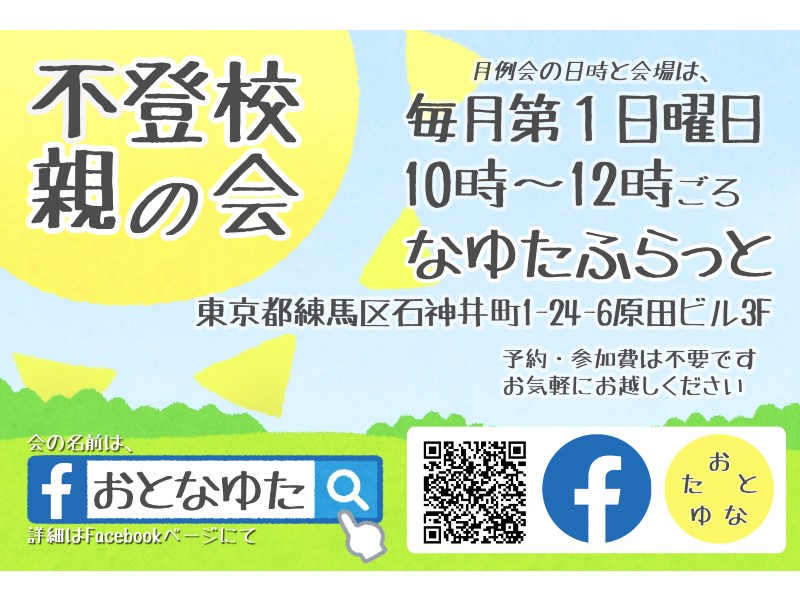 不登校
親の会
月例会の日時と会場は、
毎月第1日曜日
10時〜12時ごろ
なゆたふらっと
東京都練馬区石神井町1-24-6原田ビル3F
予約・参加費は不要です
お気軽にお越しください
会の名前は、
f おとなゆた
詳細はFacebookページにて
f
おとなゆた